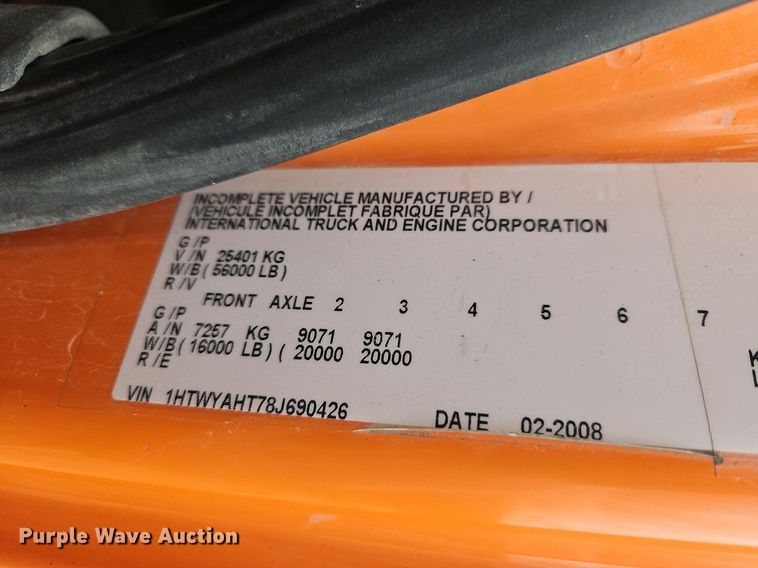 INCOMPLETE VEHICLE MANUFACTURED BY /
(VEHICULE INCOMPLET FABRIQUE PAR)
INTERNATIONAL TRUCK AND ENGINE CORPORATION
G /P
V /N 25401 KG
W/B ( 56000 LB )
R /V
FRONT AXLE 2 3 4 5 6 7
G /P
A /N 7257 KG 9071 9071
W/B( 16000 LB) ( 20000 20000
R /E
K
L
VIN 1HTWYAHT78J690426 DATE 02-2008
Purple Wave Auction